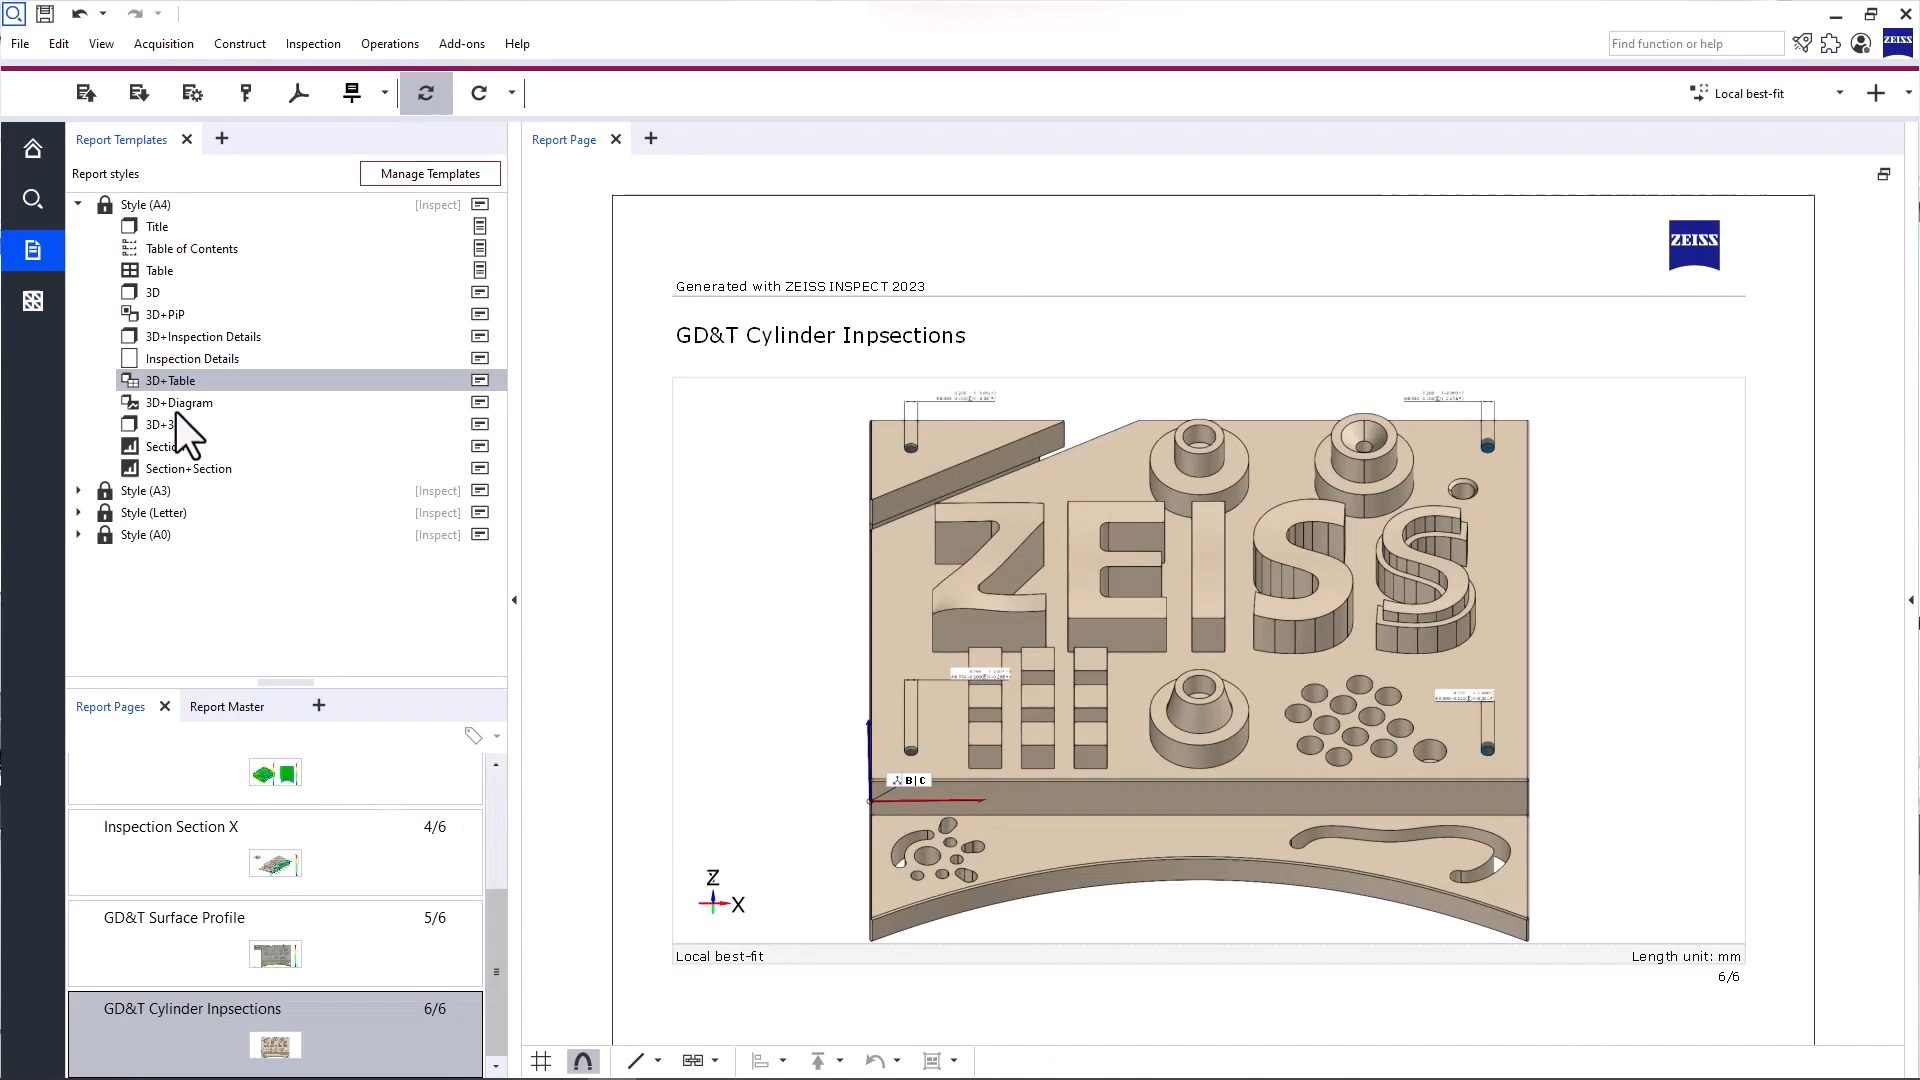 File Edit View Acquisition Construct Inspection Operations Add-ons Help
Find function or help
ZEISS
Local best-fit
Report Templates
Report styles
Manage Templates
Style (A4) [Inspect]
Title
Table of Contents
Table
3D
3D+PiP
3D+Inspection Details
Inspection Details
3D+Table
3D+Diagram
3D+3
Section+Section
Style (A3) [Inspect]
Style (Letter) [Inspect]
Style (A0) [Inspect]
Report Pages
Report Master
Inspection Section X 4/6
GD&T Surface Profile 5/6
GD&T Cylinder Inpsections 6/6
Report Page
ZEISS
Generated with ZEISS INSPECT 2023
GD&T Cylinder Inpsections
ZEISS
B|C
Z
X
Local best-fit Length unit: mm
6/6